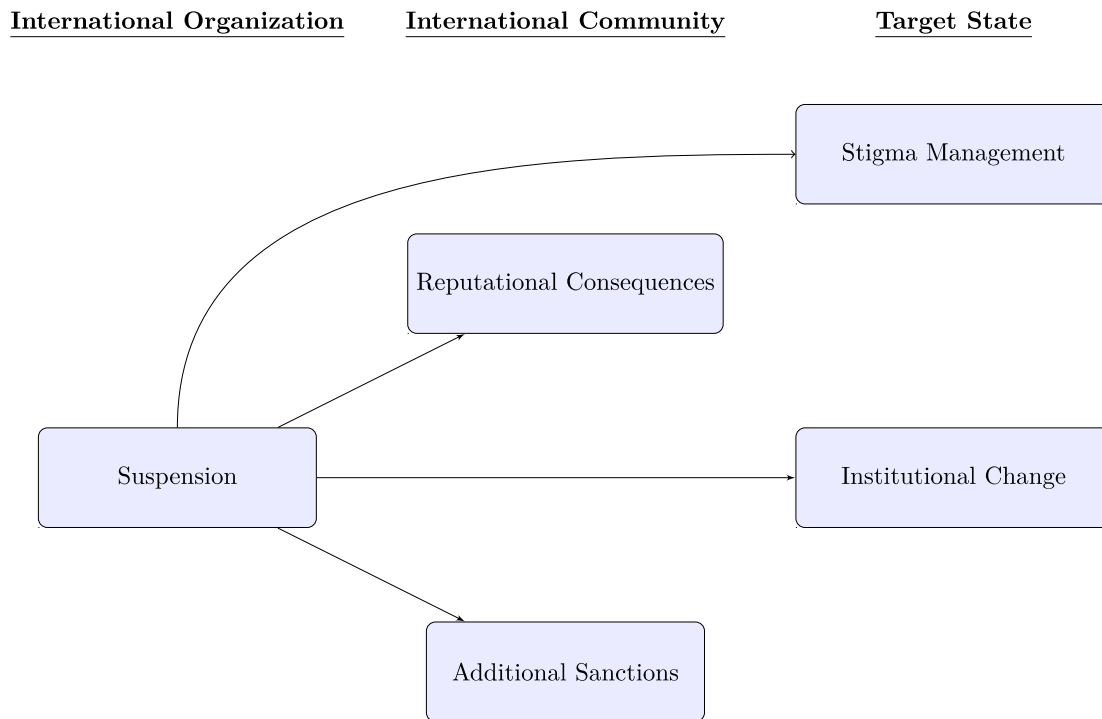 International Organization
International Community
Target State
Stigma Management
Reputational Consequences
Suspension
Institutional Change
Additional Sanctions